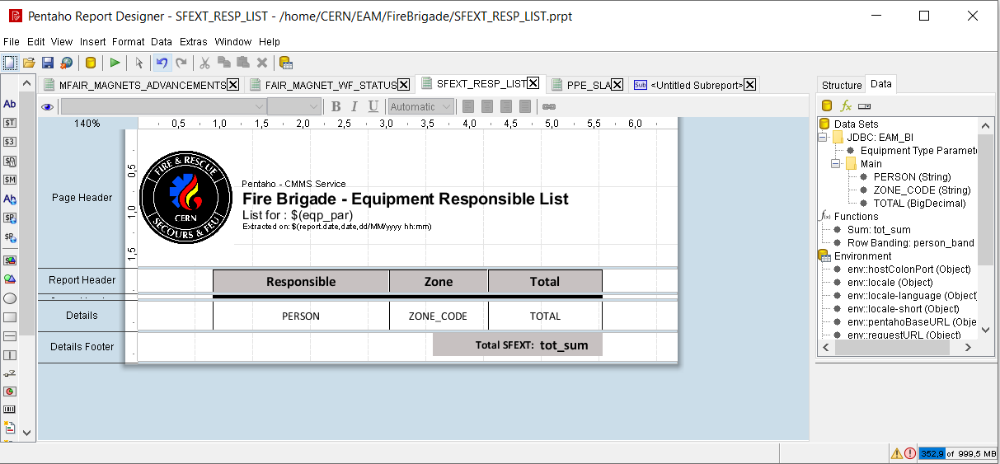 Pentaho Report Designer - SFEXT_RESP_LIST - /home/CERN/EAM/FireBrigade/SFEXT_RESP_LIST.prpt
File Edit View Insert Format Data Extras Window Help
MFAIR_MAGNETS_ADVANCEMENTS FAIR_MAGNET_WF_STATUS SFEXT_RESP_LIST PPE_SLA Sub <Untitled Subreport>
Structure Data
B I U Automatic
140% 0,5 1,0 1,5 2,0 2,5 3,0 3,5 4,0 4,5 5,0 5,5 6,0
Page Header
0,5
1,0
1,5
FIRE & RESCUE
CERN
SECOURS & FEU
Pentaho - CMMS Service
Fire Brigade - Equipment Responsible List
List for : $(eqp_par)
Extracted on: $(report.date,date,dd/MM/yyyy hh:mm)
Report Header
Responsible Zone Total
Details
PERSON ZONE_CODE TOTAL
Details Footer
Total SFEXT: tot_sum
Data Sets
JDBC: EAM_BI
Equipment Type Paramet
Main
PERSON (String)
ZONE_CODE (String)
TOTAL (BigDecimal)
Functions
Sum: tot_sum
Row Banding: person_band
Environment
env::hostColonPort (Object)
env::locale (Object)
env::locale-language (Object)
env::locale-short (Object)
env::pentahoBaseURL (Obje
env::requestURL (Object)
352,9 of 999,5 MB